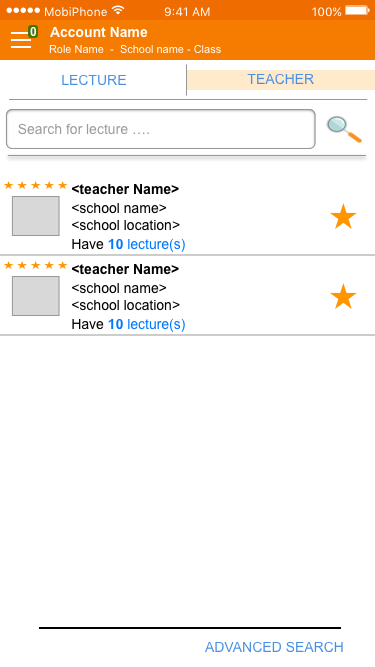 MobiPhone 9:41 AM 100%
0 Account Name
Role Name - School name - Class
LECTURE TEACHER
Search for lecture ....
<teacher Name>
<school name>
<school location>
Have 10 lecture(s)
<teacher Name>
<school name>
<school location>
Have 10 lecture(s)
ADVANCED SEARCH